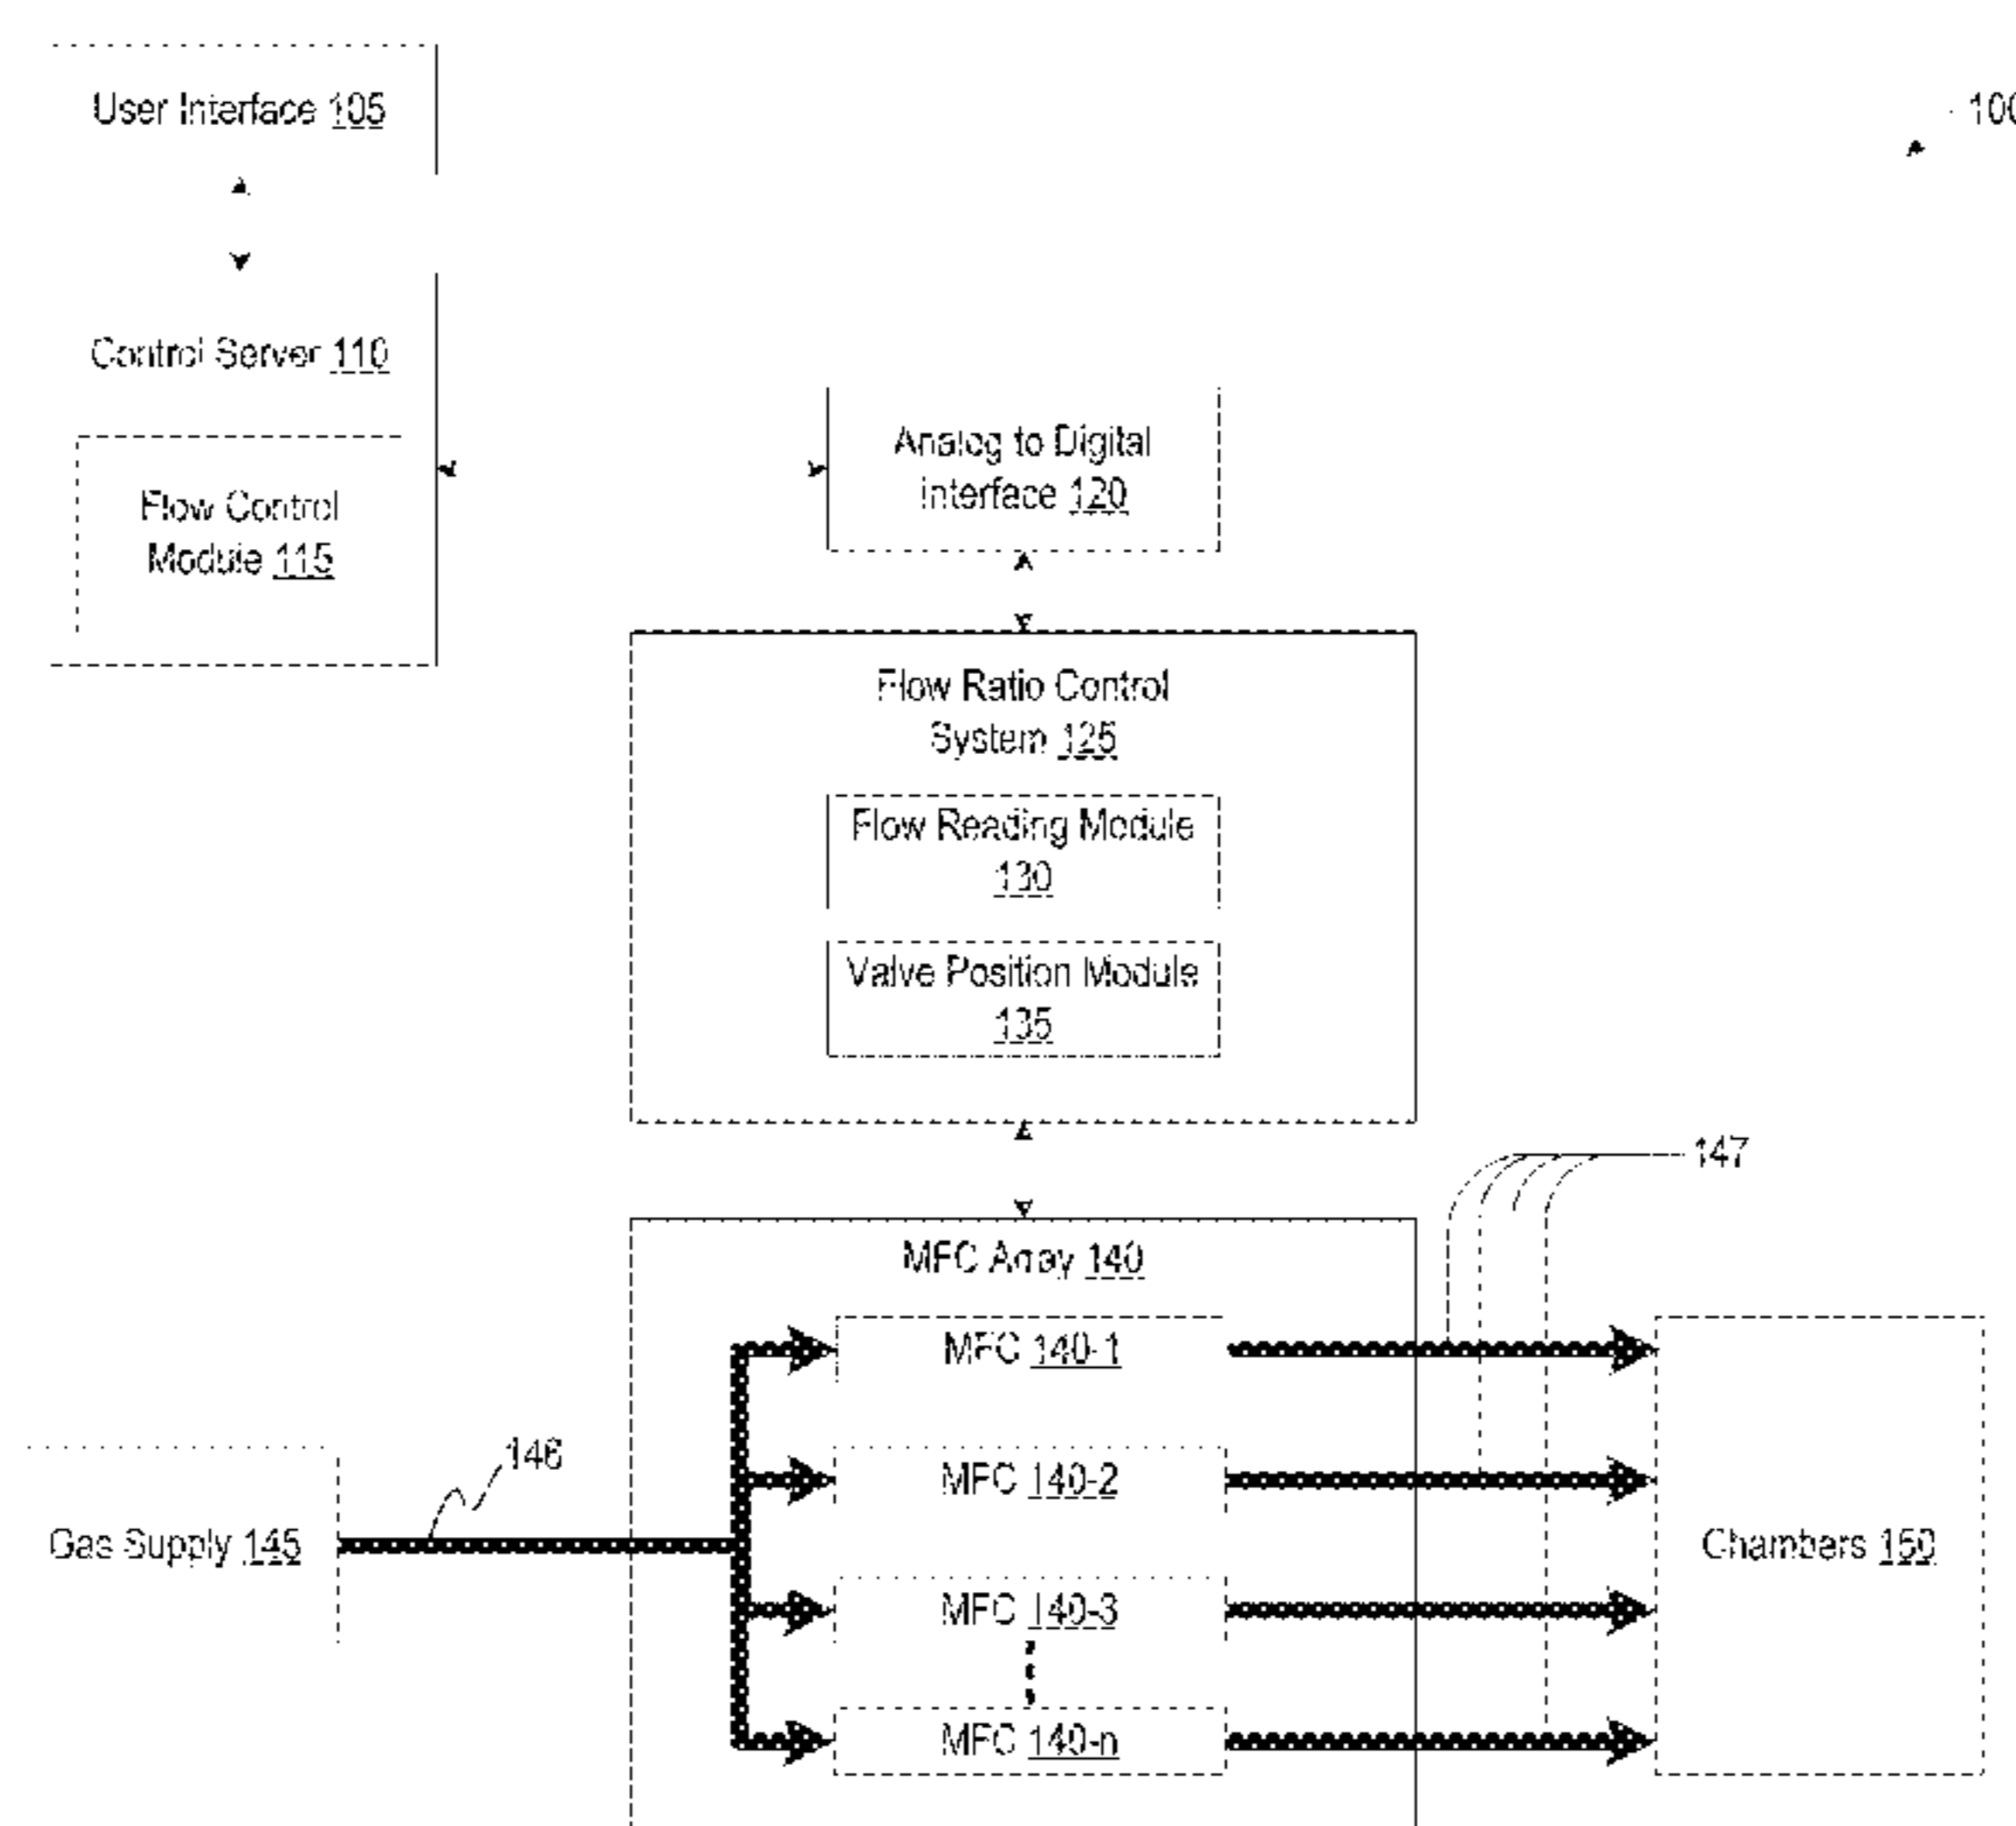 User Interface 105
100
Control Server 110
Flow Control
Module 115
Analog to Digital
Interface 120
Flow Ratio Control
System 125
Flow Reading Module
130
Valve Position Module
135
147
MFC Array 140
MFC 140-1
MFC 140-2
146
Gas Supply 145
Chambers 150
MFC 140-3
MFC 140-n